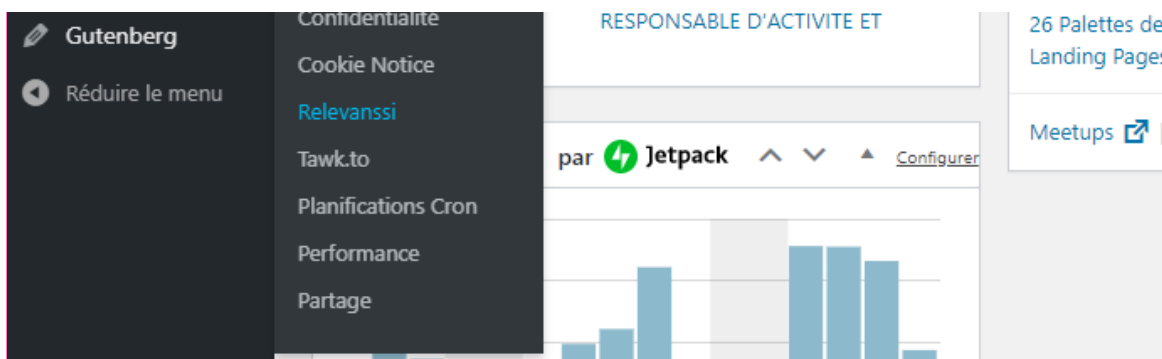 Gutenberg
Réduire le menu
Confidentialité
Cookie Notice
Relevanssi
Tawk.to
Planifications Cron
Performance
Partage
RESPONSABLE D'ACTIVITE ET
par Jetpack Configurer
26 Palettes de
Landing Pages
Meetups